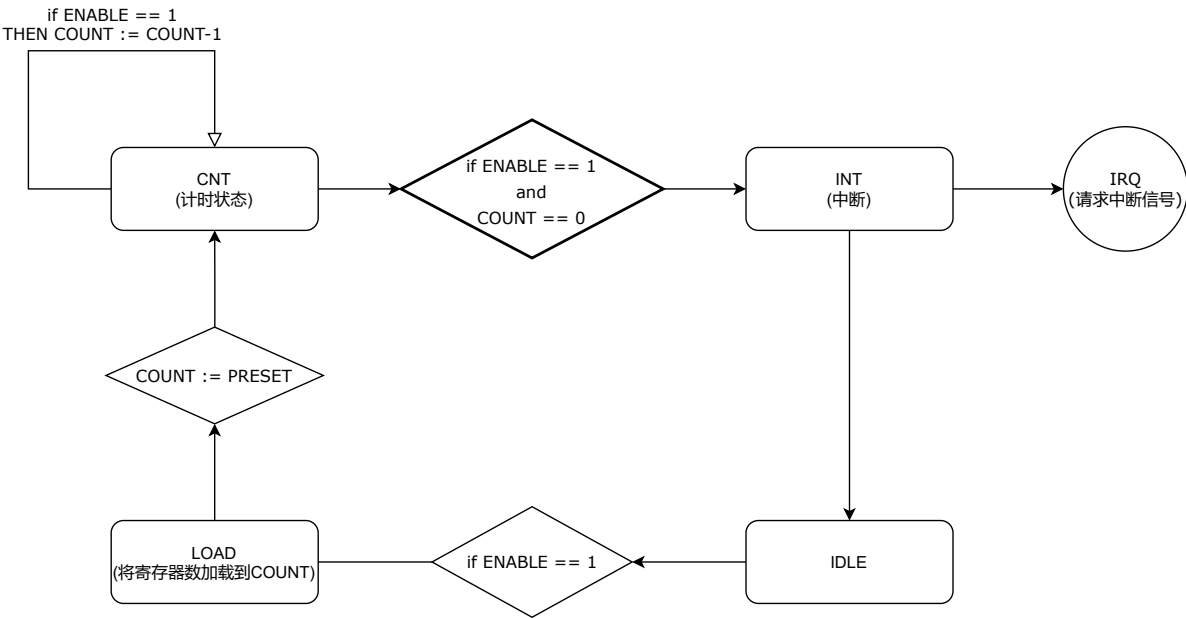 if ENABLE == 1
THEN COUNT := COUNT-1
CNT
(计时状态)
if ENABLE == 1
and
COUNT == 0
INT
(中断)
IRQ
(请求中断信号)
COUNT := PRESET
LOAD
(将寄存器数加载到COUNT)
if ENABLE == 1
IDLE